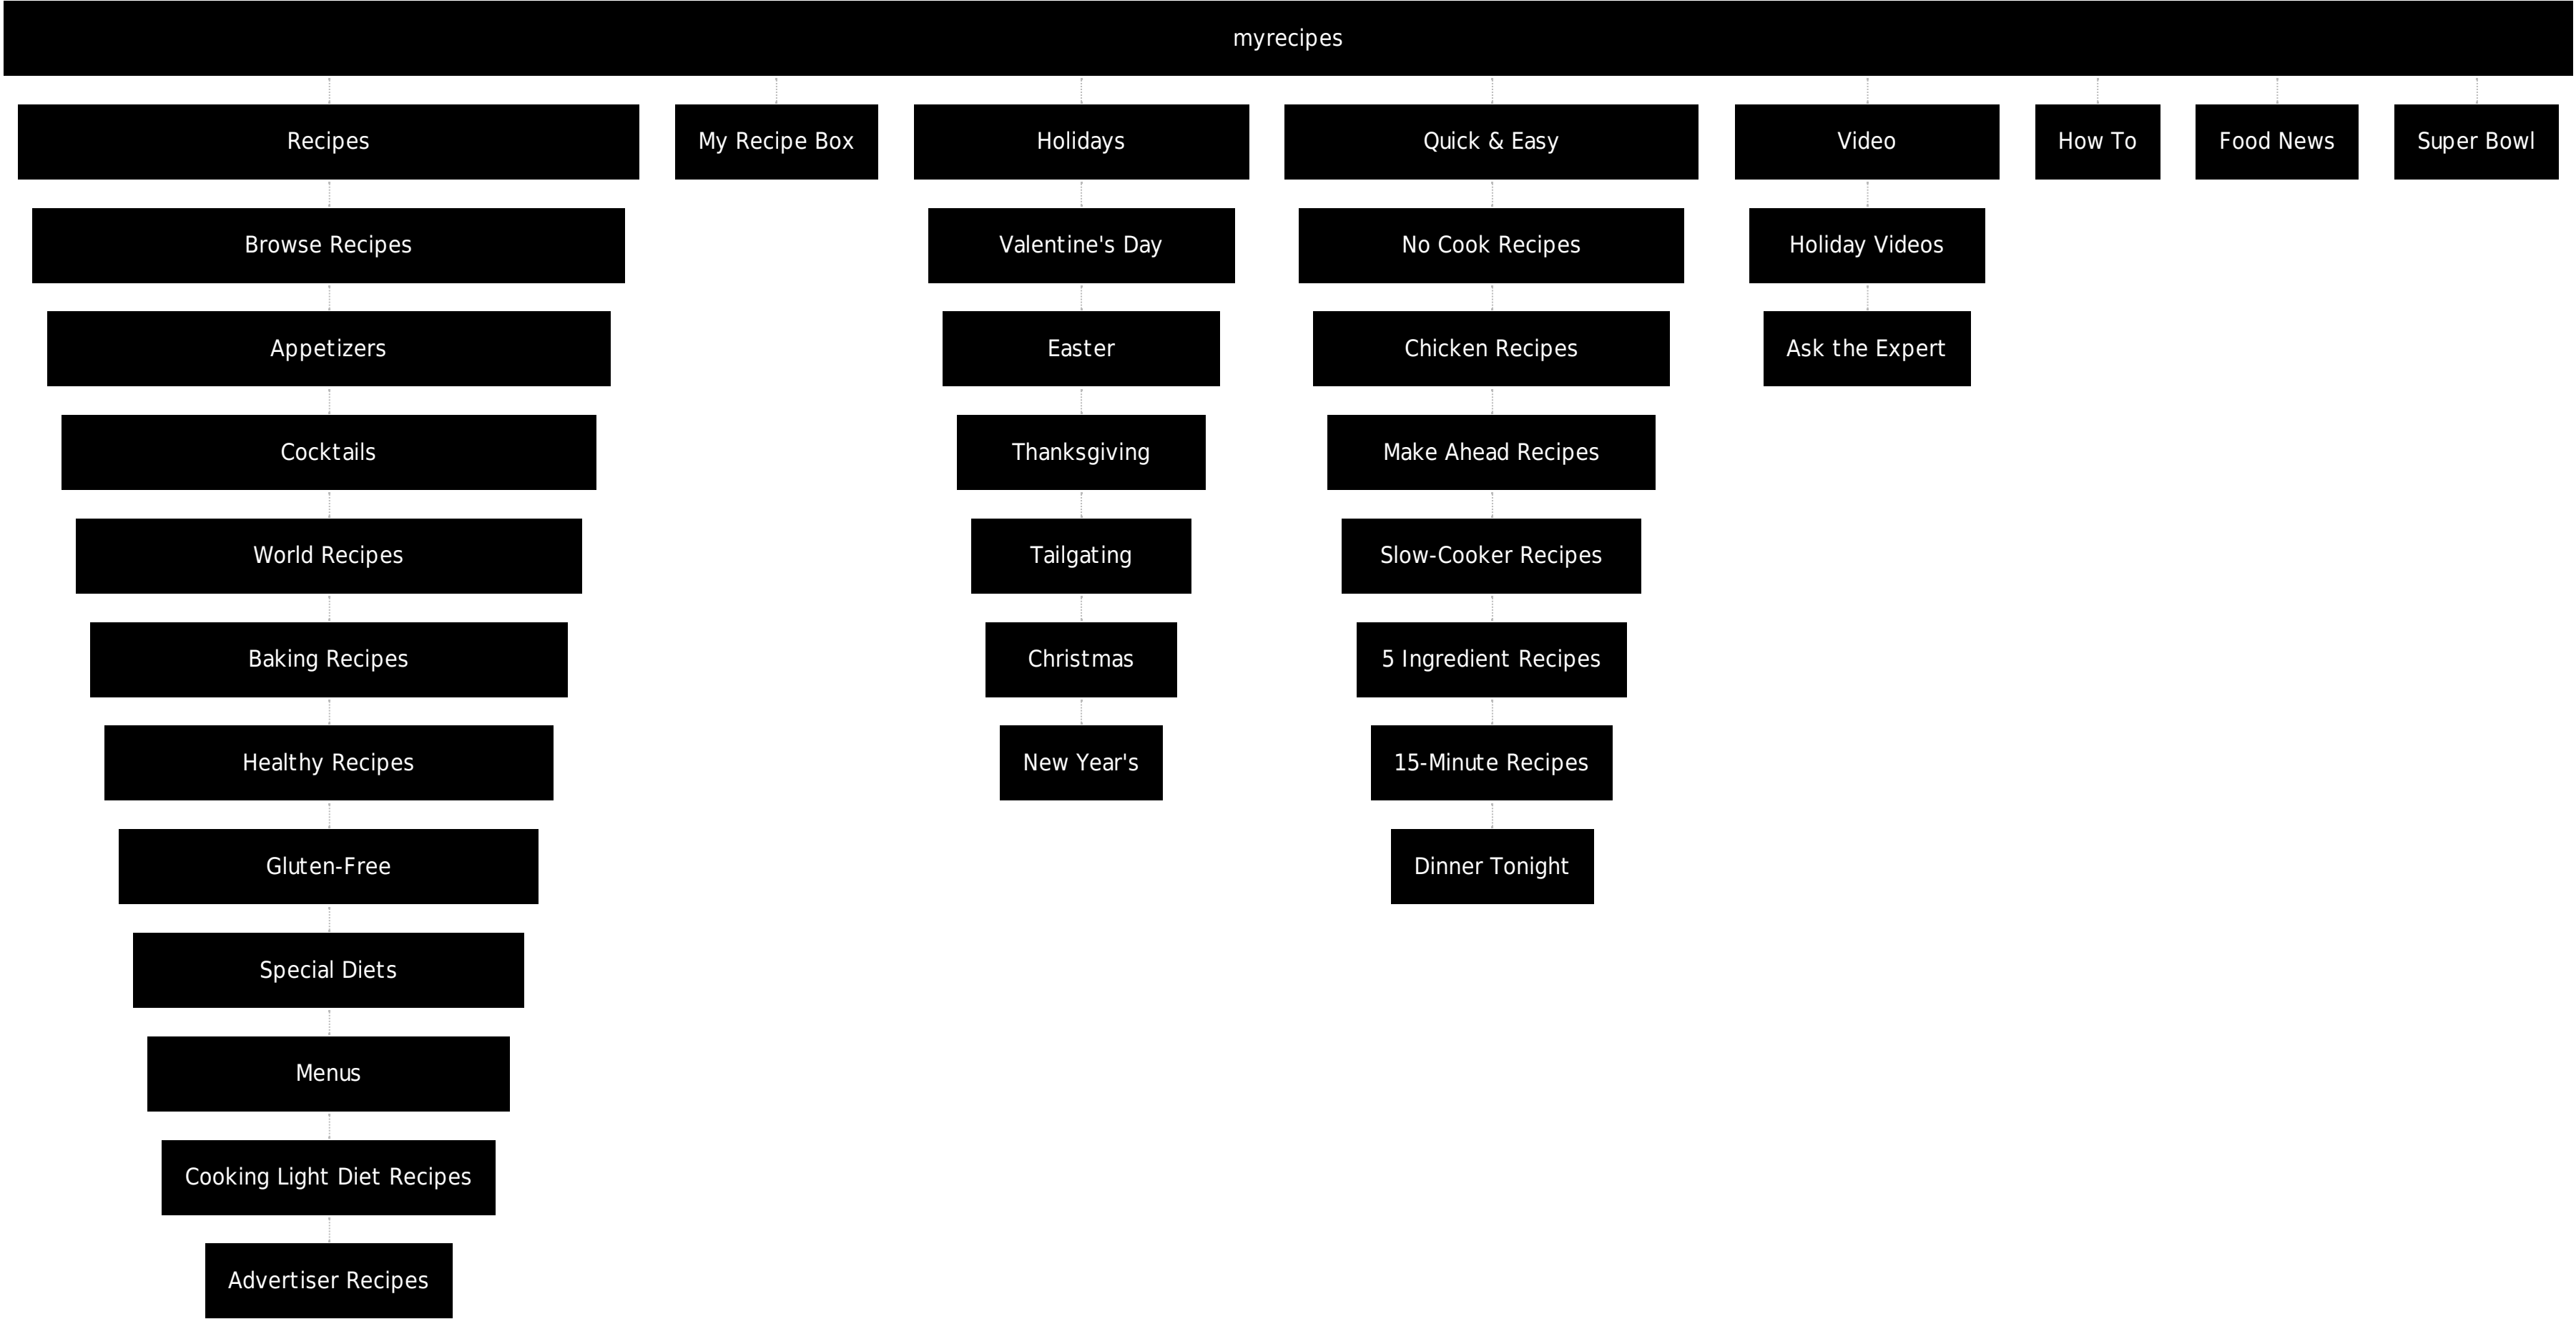 myrecipes
Recipes
My Recipe Box
Holidays
Quick & Easy
Video
How To
Food News
Super Bowl
Browse Recipes
Valentine's Day
No Cook Recipes
Holiday Videos
Appetizers
Easter
Chicken Recipes
Ask the Expert
Cocktails
Thanksgiving
Make Ahead Recipes
World Recipes
Tailgating
Slow-Cooker Recipes
Baking Recipes
Christmas
5 Ingredient Recipes
Healthy Recipes
New Year's
15-Minute Recipes
Gluten-Free
Dinner Tonight
Special Diets
Menus
Cooking Light Diet Recipes
Advertiser Recipes